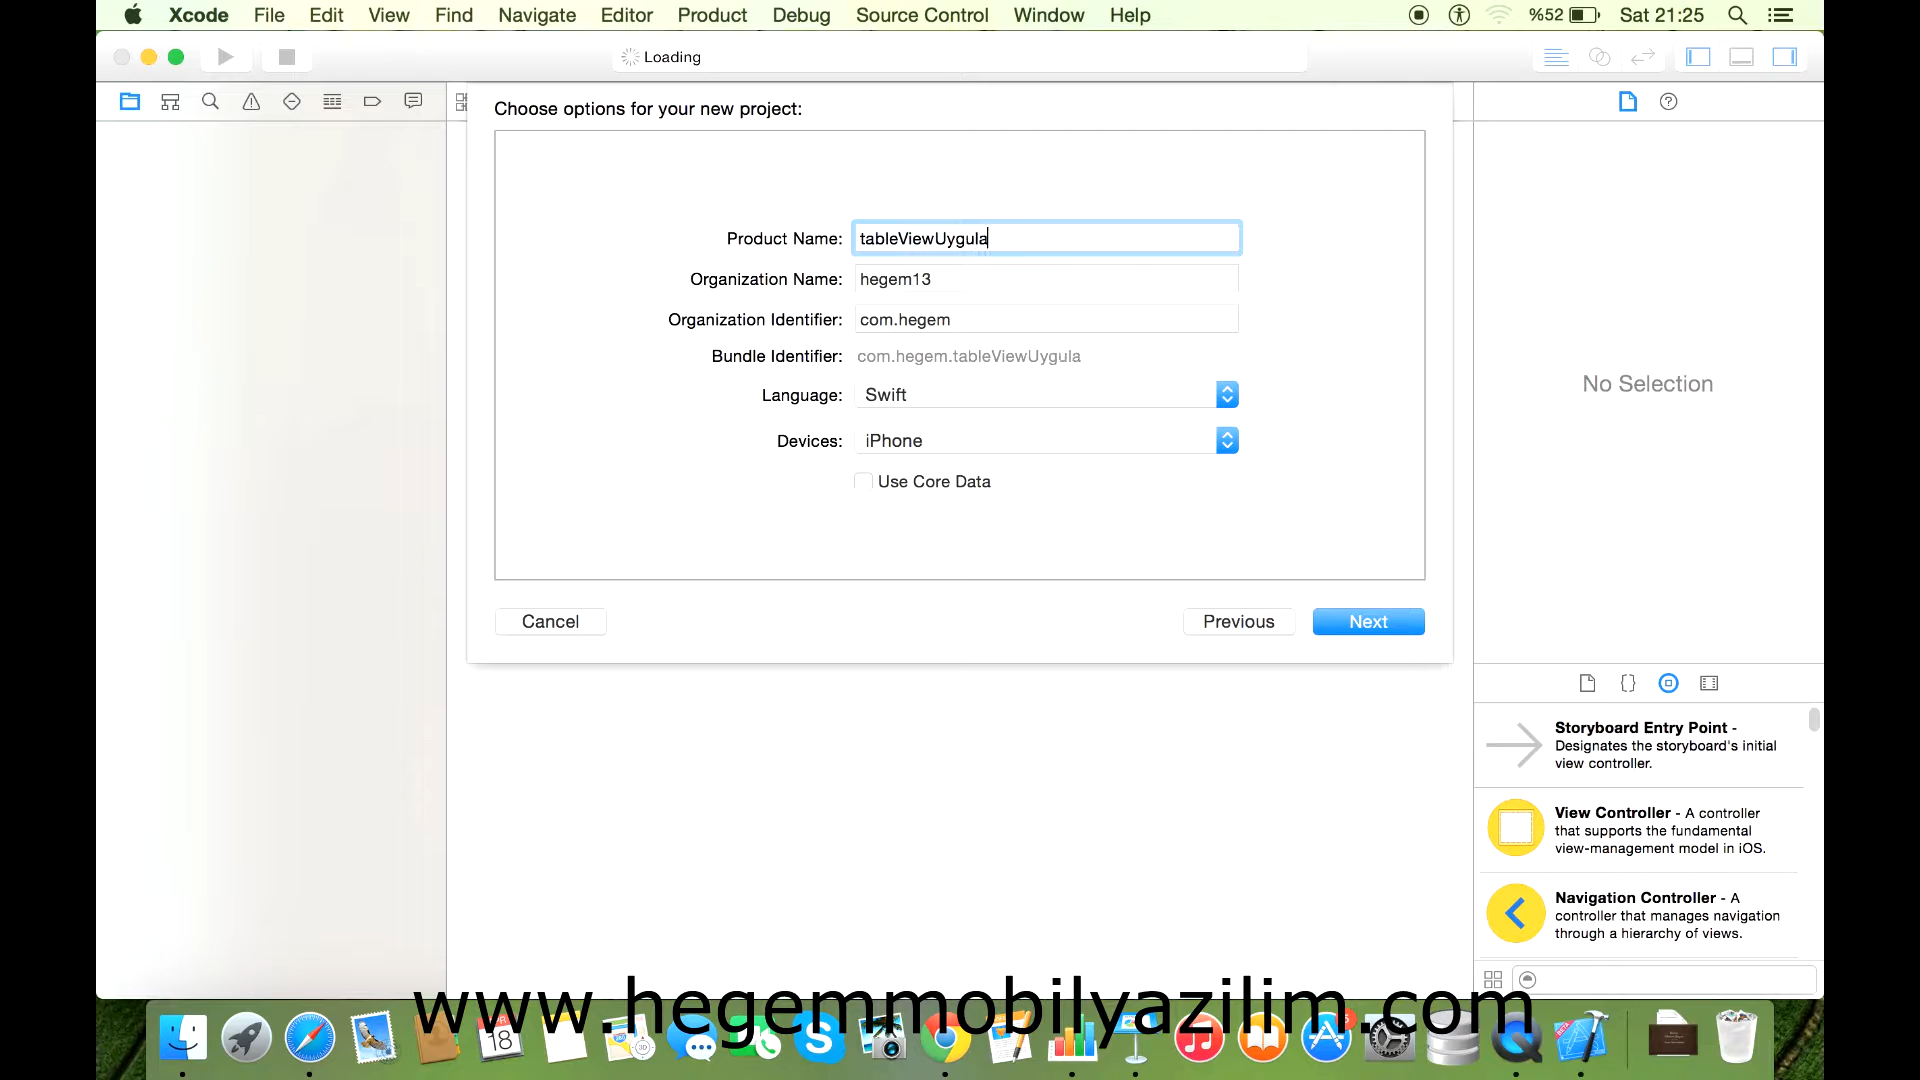 Xcode File Edit View Find Navigate Editor Product Debug Source Control Window Help %52 Sat 21:25
Loading
Choose options for your new project:
Product Name: tableViewUygula
Organization Name: hegem13
Organization Identifier: com.hegem
Bundle Identifier: com.hegem.tableViewUygula
Language: Swift
Devices: iPhone
Use Core Data
Cancel Previous Next
No Selection
Storyboard Entry Point -
Designates the storyboard's initial
view controller.
View Controller - A controller
that supports the fundamental
view-management model in iOS.
Navigation Controller - A
controller that manages navigation
through a hierarchy of views.
www.hegemmobilyazilim.com
18
3D